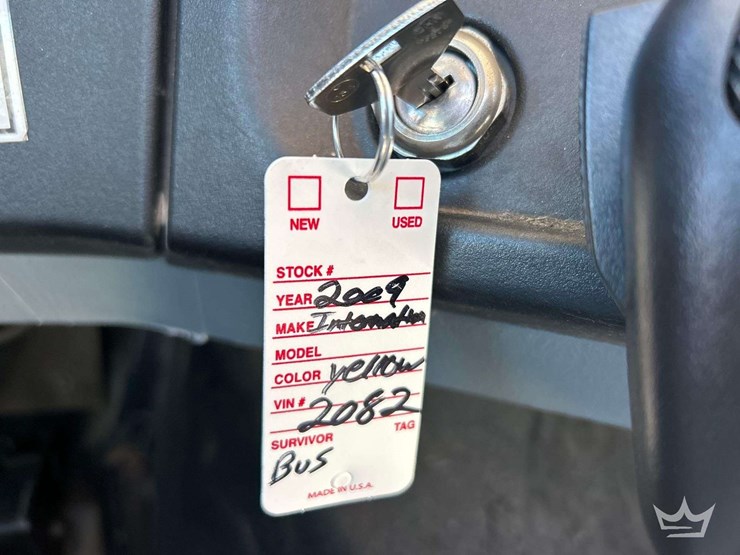 NEW USED
STOCK #
YEAR 2009
MAKE Internation
MODEL
COLOR yellow
VIN # 2082
SURVIVOR TAG
Bus
MADE IN U.S.A.